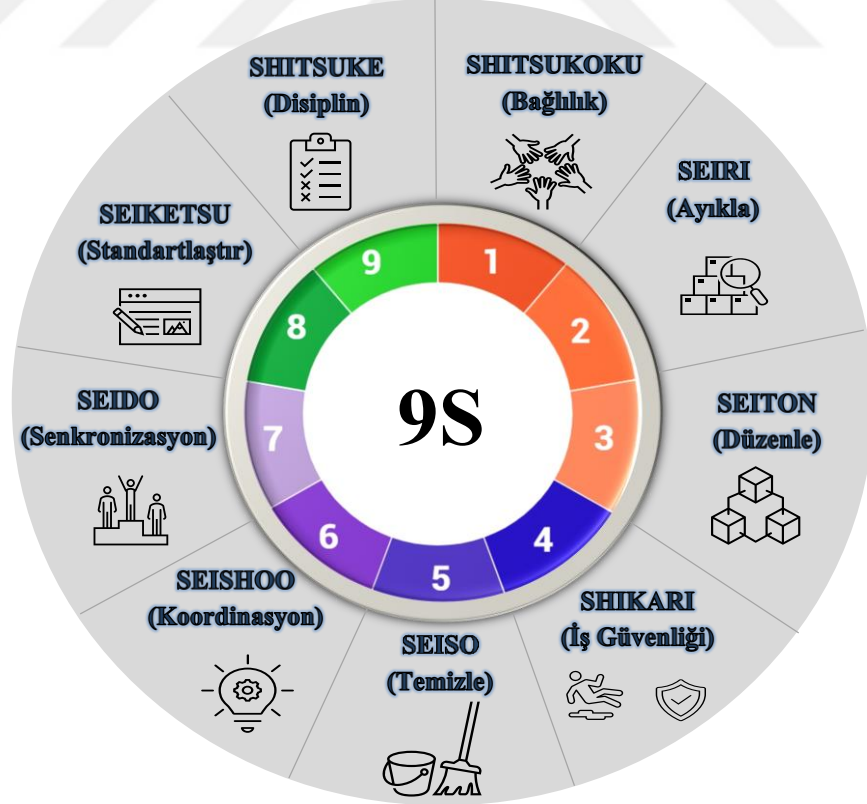 SHITSUKOKU
(Bağlılık)
SEIRI
(Ayıkla)
SEITON
(Düzenle)
SHIKARI
(İş Güvenliği)
SEISO
(Temizle)
SEISHOO
(Koordinasyon)
SEIDO
(Senkronizasyon)
SEIKETSU
(Standartlaştır)
SHITSUKE
(Disiplin)
1
2
3
4
5
6
7
8
9
9S